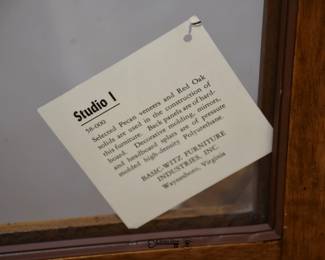 Studio I
58-000
Selected Pecan veneers and Red Oak
solids are used in the construction of
this furniture. Back panels are of hard-
board. Decorative molding, mirrors,
and headboard splats are of pressure
molded high-density Polyurethane.
BASIC-WITZ FURNITURE
INDUSTRIES, INC.
Waynesboro, Virginia